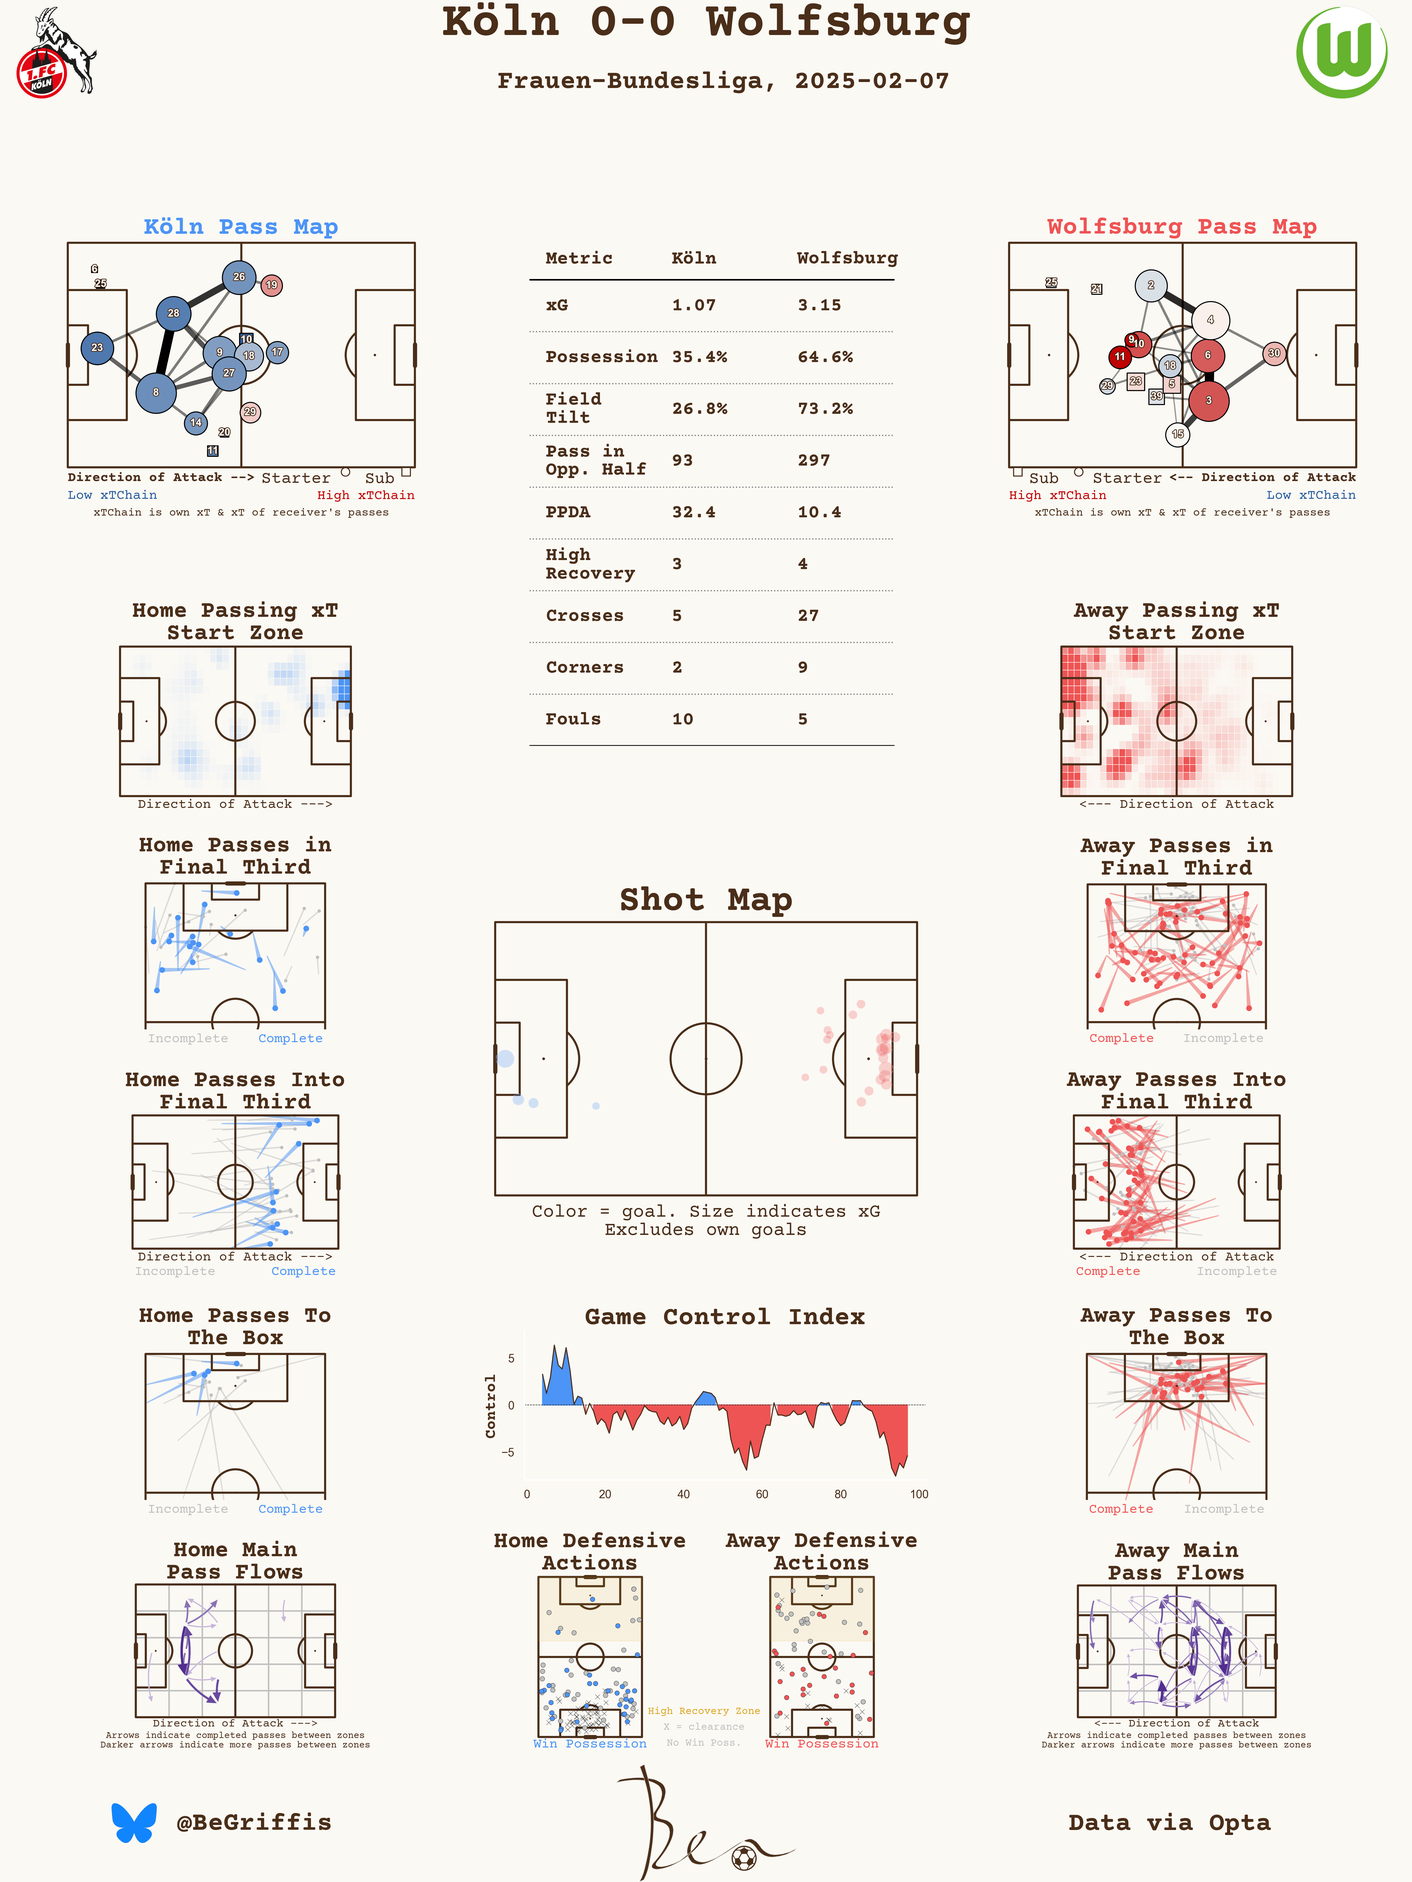 Köln 0-0 Wolfsburg
Frauen-Bundesliga, 2025-02-07
1.FC
KÖLN
W
Köln Pass Map
6
25
26
19
28
23
9
10
18
17
27
8
14
29
20
11
Direction of Attack --> Starter Sub
Low xTChain High xTChain
xTChain is own xT & xT of receiver's passes
Metric Köln Wolfsburg
xG 1.07 3.15
Possession 35.4% 64.6%
Field
Tilt 26.8% 73.2%
Pass in
Opp. Half 93 297
PPDA 32.4 10.4
High
Recovery 3 4
Crosses 5 27
Corners 2 9
Fouls 10 5
Wolfsburg Pass Map
25
21
2
4
9
10
11
6
30
18
29
23
5
39
3
15
Sub Starter <-- Direction of Attack
High xTChain Low xTChain
xTChain is own xT & xT of receiver's passes
Home Passing xT
Start Zone
Direction of Attack --->
Away Passing xT
Start Zone
<--- Direction of Attack
Home Passes in
Final Third
Incomplete Complete
Away Passes in
Final Third
Complete Incomplete
Shot Map
Color = goal. Size indicates xG
Excludes own goals
Home Passes Into
Final Third
Direction of Attack --->
Incomplete Complete
Away Passes Into
Final Third
<--- Direction of Attack
Complete Incomplete
Home Passes To
The Box
Incomplete Complete
Game Control Index
Control
5
0
−5
0 20 40 60 80 100
Away Passes To
The Box
Complete Incomplete
Home Main
Pass Flows
Direction of Attack --->
Arrows indicate completed passes between zones
Darker arrows indicate more passes between zones
Home Defensive
Actions
Win Possession
High Recovery Zone
X = clearance
No Win Poss.
Away Defensive
Actions
Win Possession
Away Main
Pass Flows
<--- Direction of Attack
Arrows indicate completed passes between zones
Darker arrows indicate more passes between zones
@BeGriffis
Ben
Data via Opta